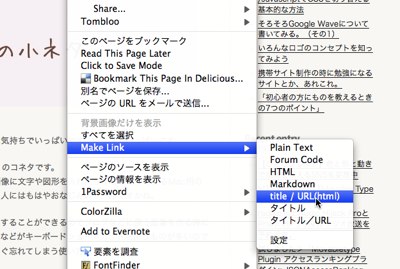 Share...
Tombloo
このページをブックマーク
Read This Page Later
Click to Save Mode
Bookmark This Page In Delicious...
別名でページを保存...
ページの URL をメールで送信...
背景画像だけを表示
すべてを選択
Make Link
ページのソースを表示
ページの情報を表示
1Password
ColorZilla
Add to Evernote
要素を調査
FontFinder
Plain Text
Forum Code
HTML
Markdown
title / URL(html)
タイトル
タイトル／URL
設定
の小ネ
気持ちでいっぱい
のコネタです。
像に文字や図形を
人にはもやはおな
することができる
などがキーボード
ぐ忘れてしまう使
基本的な方法
そろそろGoogle Waveについて
書いてみる。（その1）
いろんなロゴのコンセプトを知っ
てみよう
携帯サイト制作の時に勉強になる
サイトとか、あれこれ。
「初心者の方にものを教えるとき
の7つのポイント」
ent entry
プしまクアックションプラグイン